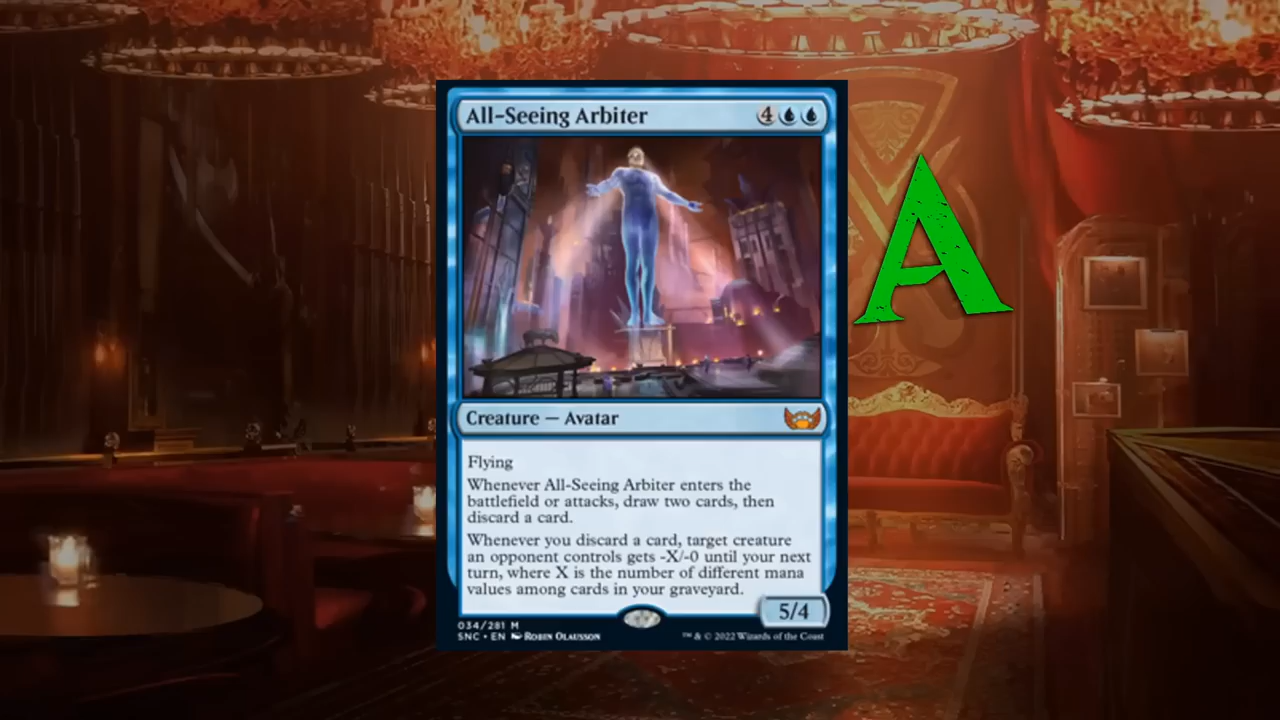 All-Seeing Arbiter 4
A
Creature — Avatar
Flying
Whenever All-Seeing Arbiter enters the
battlefield or attacks, draw two cards, then
discard a card.
Whenever you discard a card, target creature
an opponent controls gets -X/-0 until your next
turn, where X is the number of different mana
values among cards in your graveyard.
5/4
034/281 M
SNC • EN Robin Olausson
™ & © 2022 Wizards of the Coast